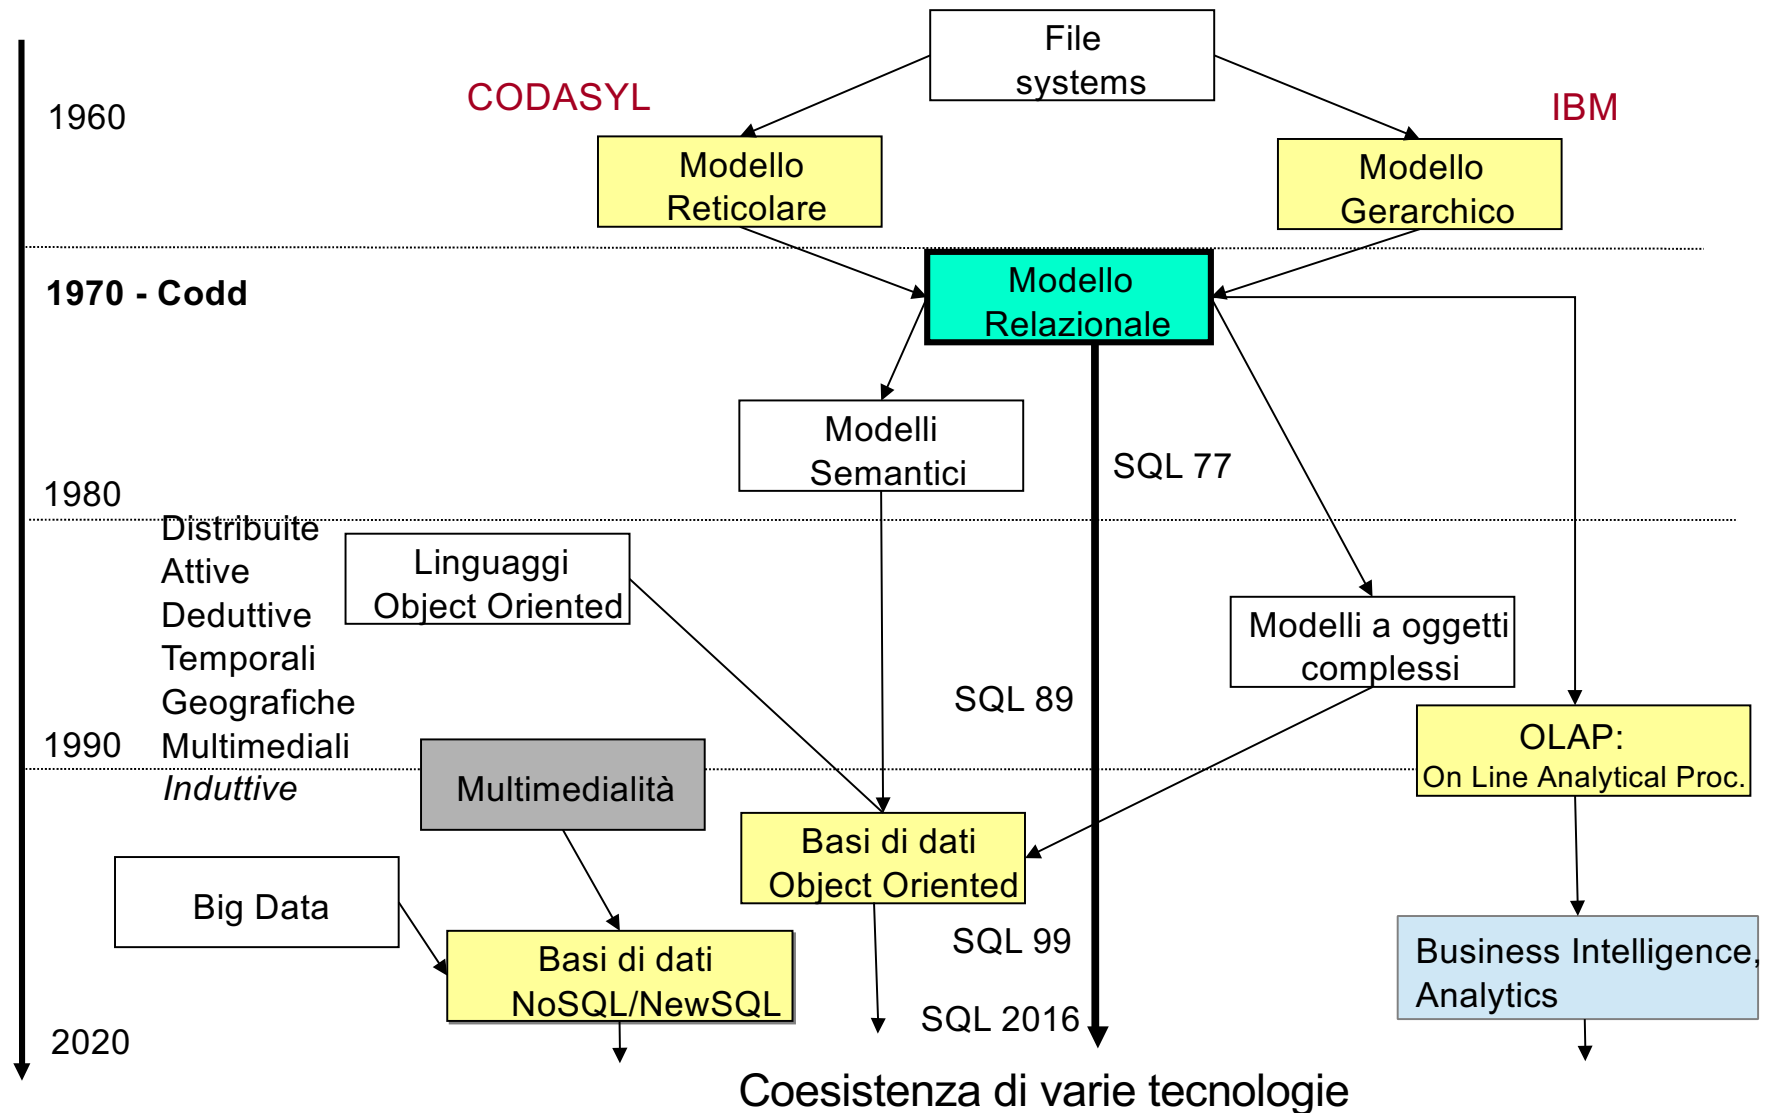 File
systems
CODASYL
IBM
1960
Modello
Reticolare
Modello
Gerarchico
1970 - Codd
Modello
Relazionale
Modelli
Semantici
SQL 77
1980
Distribuite
Attive
Deduttive
Temporali
Geografiche
Multimediali
Induttive
Linguaggi
Object Oriented
Modelli a oggetti
complessi
SQL 89
1990
OLAP:
On Line Analytical Proc.
Multimedialità
Basi di dati
Object Oriented
Big Data
SQL 99
Basi di dati
NoSQL/NewSQL
Business Intelligence,
Analytics
SQL 2016
2020
Coesistenza di varie tecnologie